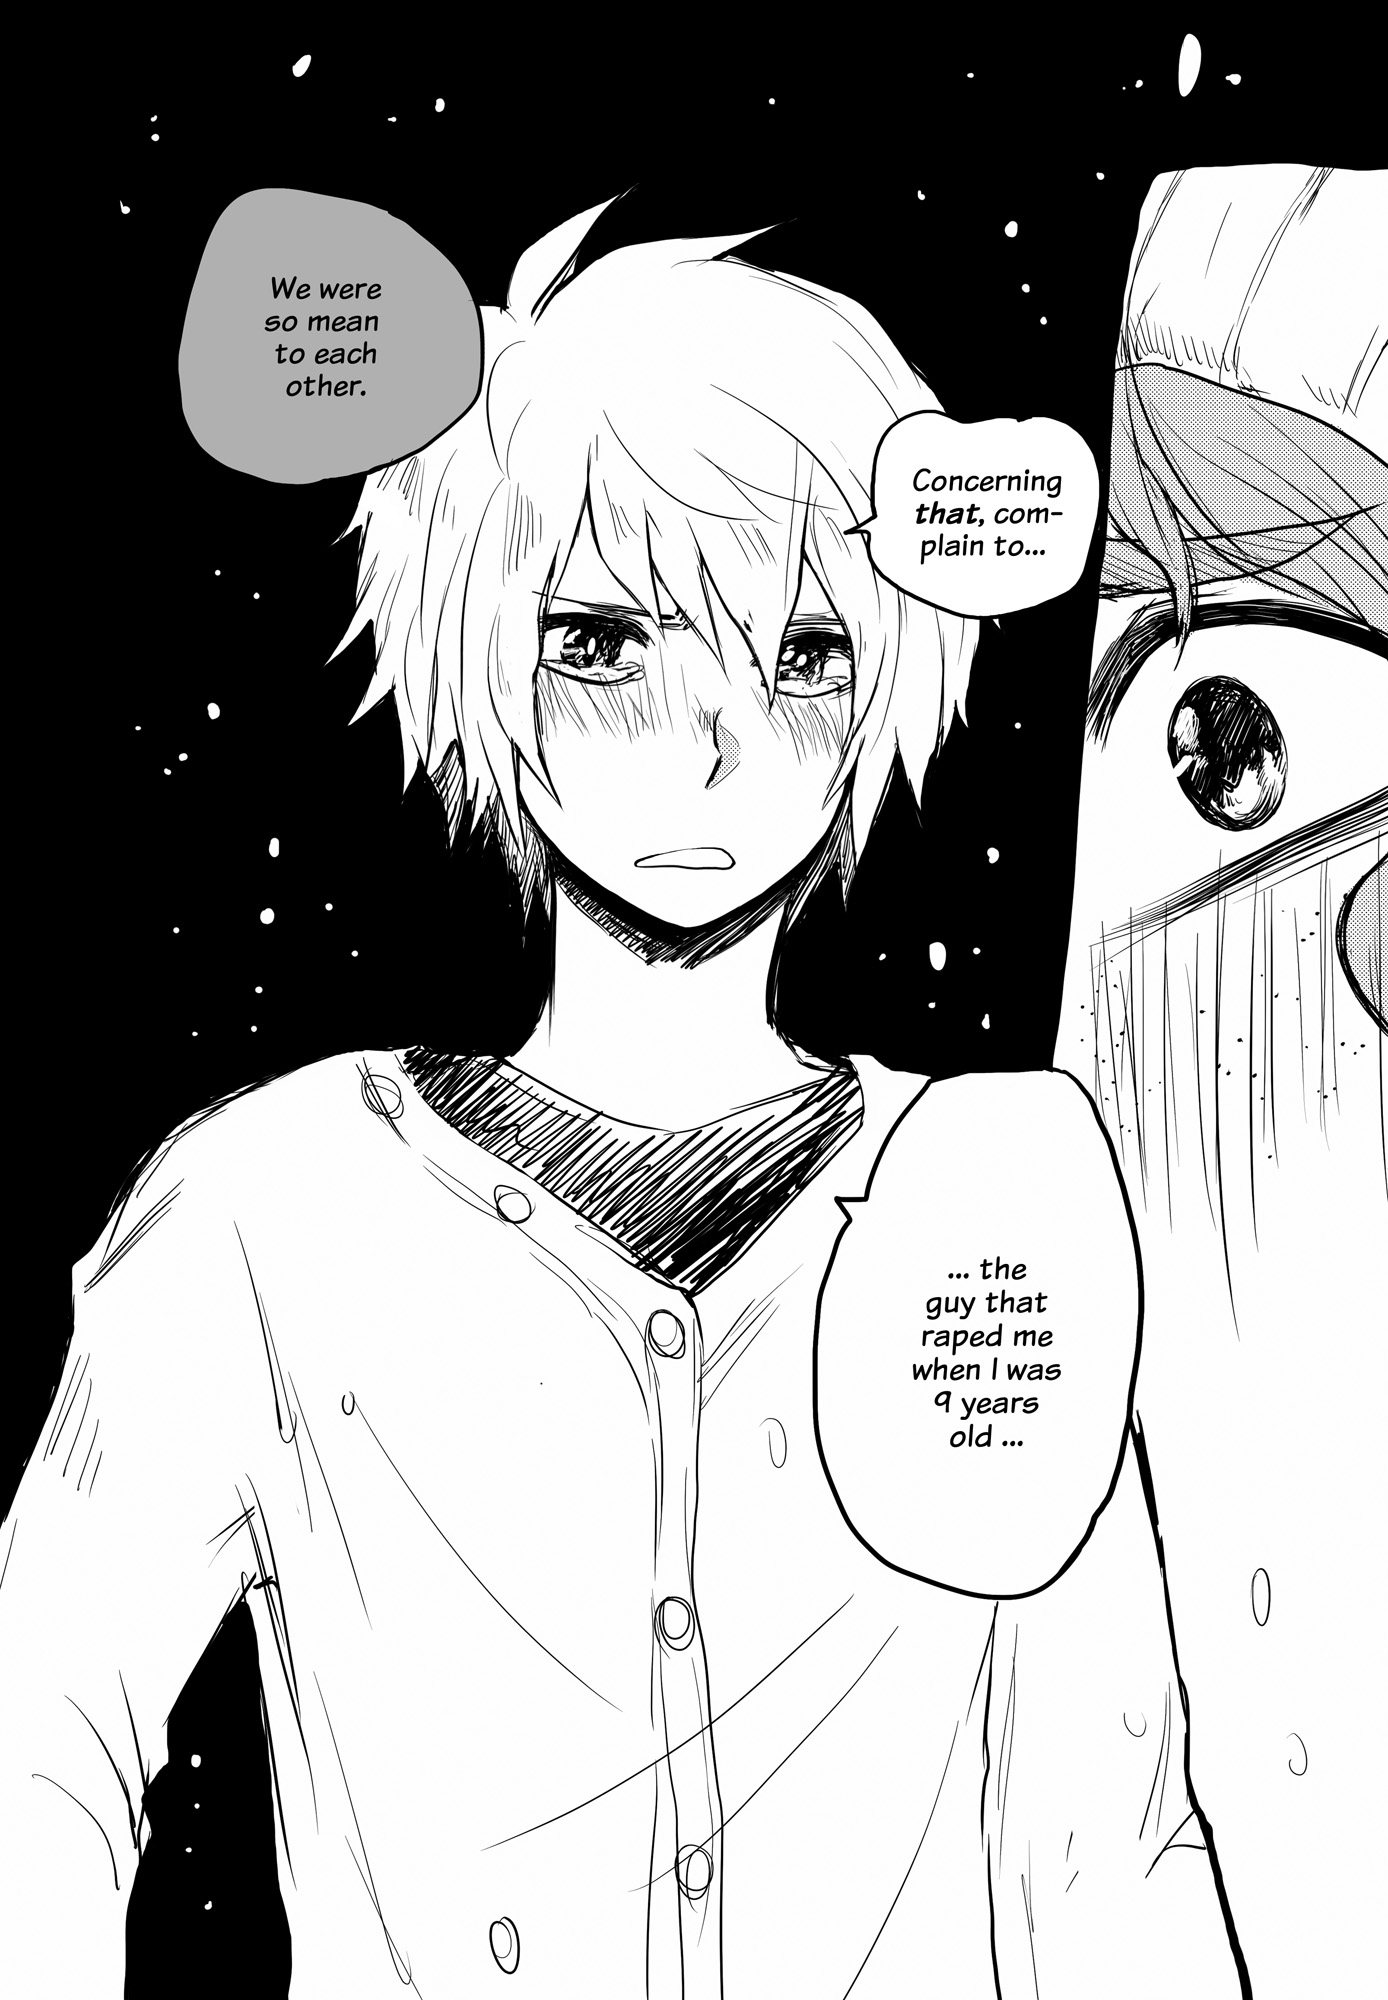 We were
so mean
to each
other.
Concerning
that, com-
plain to...
... the
guy that
raped me
when I was
9 years
old ...